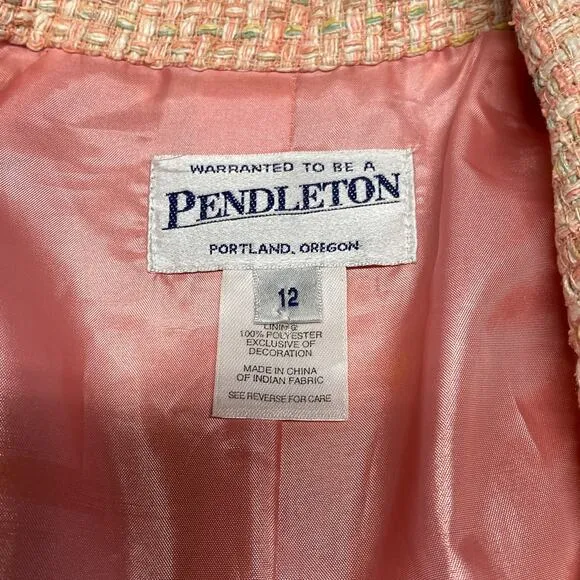 WARRANTED TO BE A
PENDLETON
PORTLAND, OREGON
12
LINING:
100% POLYESTER
EXCLUSIVE OF
DECORATION
MADE IN CHINA
OF INDIAN FABRIC
SEE REVERSE FOR CARE